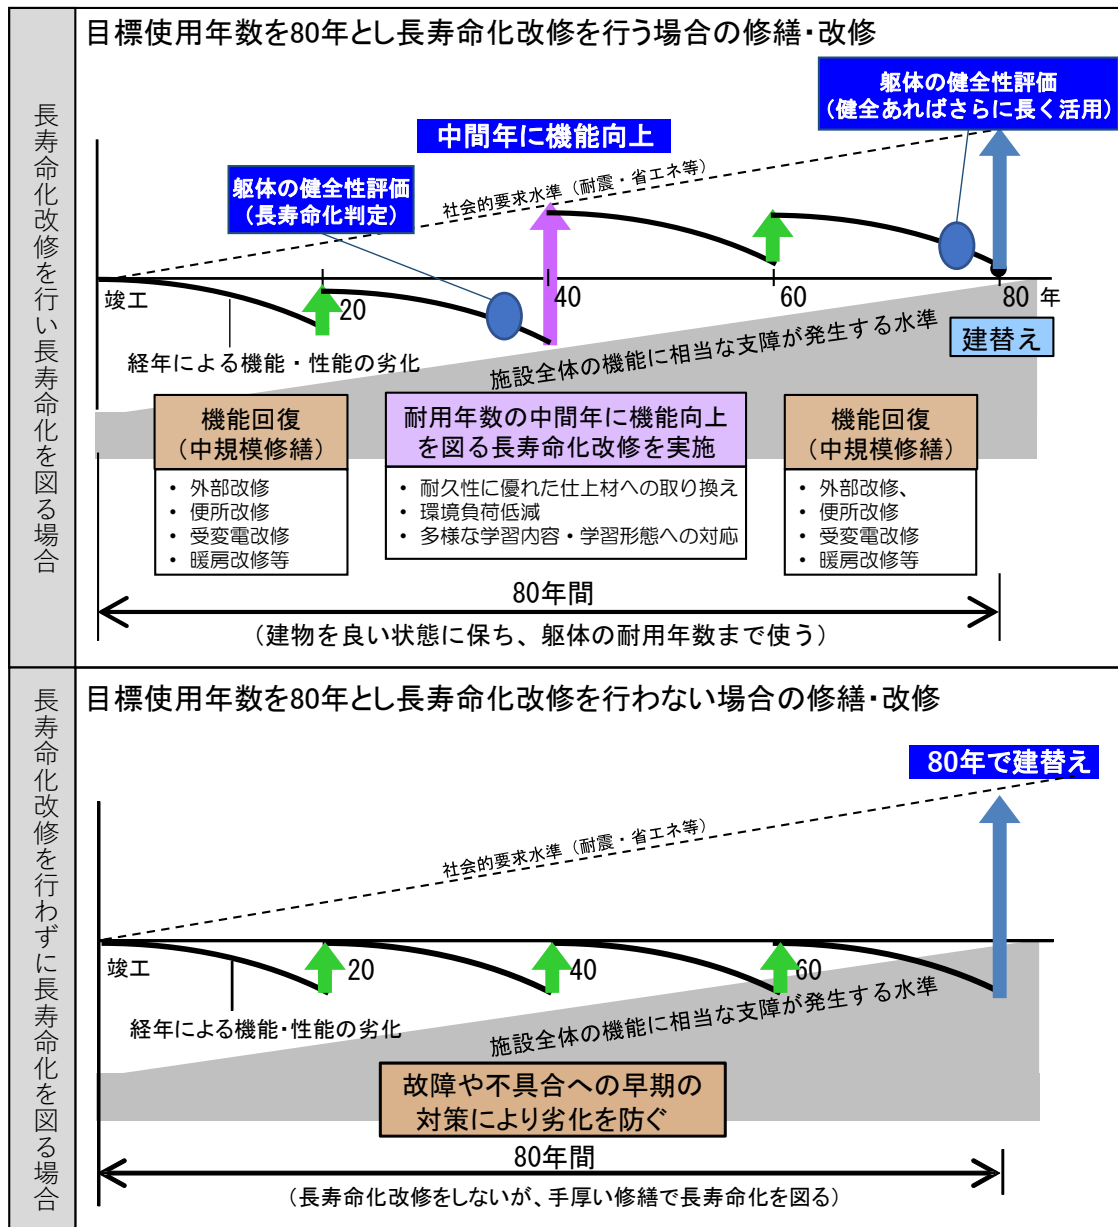 長寿命化改修を行い長寿命化を図る場合
目標使用年数を80年とし長寿命化改修を行う場合の修繕・改修
躯体の健全性評価
（健全あればさらに長く活用）
中間年に機能向上
躯体の健全性評価
（長寿命化判定）
社会的要求水準（耐震・省エネ等）
竣工
20
40
60
80 年
経年による機能・性能の劣化
施設全体の機能に相当な支障が発生する水準
建替え
機能回復
（中規模修繕）
・ 外部改修
・ 便所改修
・ 受変電改修
・ 暖房改修等
耐用年数の中間年に機能向上
を図る長寿命化改修を実施
・ 耐久性に優れた仕上材への取り換え
・ 環境負荷低減
・ 多様な学習内容・学習形態への対応
機能回復
（中規模修繕）
・ 外部改修、
・ 便所改修
・ 受変電改修
・ 暖房改修等
80年間
（建物を良い状態に保ち、躯体の耐用年数まで使う）
長寿命化改修を行わずに長寿命化を図る場合
目標使用年数を80年とし長寿命化改修を行わない場合の修繕・改修
80年で建替え
社会的要求水準（耐震・省エネ等）
竣工
20
40
60
経年による機能・性能の劣化
施設全体の機能に相当な支障が発生する水準
故障や不具合への早期の
対策により劣化を防ぐ
80年間
（長寿命化改修をしないが、手厚い修繕で長寿命化を図る）